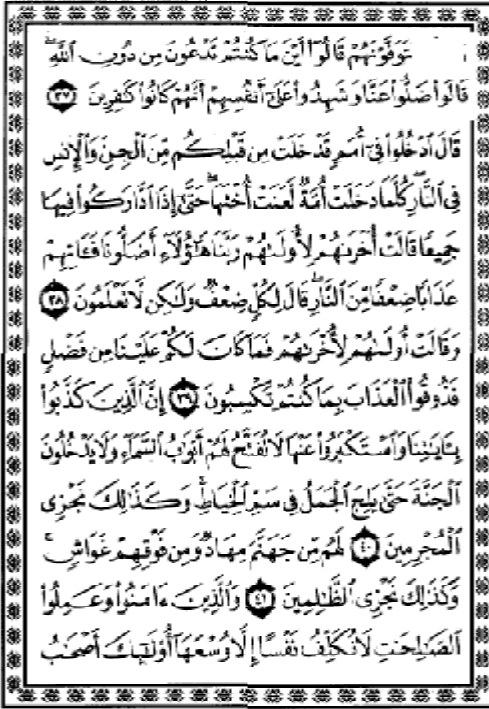 يَتَوَفَّوْنَهُمْ قَالُوٓا۟ أَيْنَ مَا كُنتُمْ تَدْعُونَ مِن دُونِ ٱللَّهِ ۖ
قَالُوا۟ ضَلُّوا۟ عَنَّا وَشَهِدُوا۟ عَلَىٰٓ أَنفُسِهِمْ أَنَّهُمْ كَانُوا۟ كَٰفِرِينَ ٣٧
قَالَ ٱدْخُلُوا۟ فِىٓ أُمَمٍ قَدْ خَلَتْ مِن قَبْلِكُم مِّنَ ٱلْجِنِّ وَٱلْإِنسِ
فِى ٱلنَّارِ ۖ كُلَّمَا دَخَلَتْ أُمَّةٌ لَّعَنَتْ أُخْتَهَا ۖ حَتَّىٰٓ إِذَا ٱدَّارَكُوا۟ فِيهَا
جَمِيعًا قَالَتْ أُخْرَىٰهُمْ لِأُولَىٰهُمْ رَبَّنَا هَٰٓؤُلَآءِ أَضَلُّونَا فَـَٔاتِهِمْ
عَذَابًا ضِعْفًا مِّنَ ٱلنَّارِ ۖ قَالَ لِكُلٍّ ضِعْفٌ وَلَٰكِن لَّا تَعْلَمُونَ ٣٨
وَقَالَتْ أُولَىٰهُمْ لِأُخْرَىٰهُمْ فَمَا كَانَ لَكُمْ عَلَيْنَا مِن فَضْلٍ
فَذُوقُوا۟ ٱلْعَذَابَ بِمَا كُنتُمْ تَكْسِبُونَ ٣٩ إِنَّ ٱلَّذِينَ كَذَّبُوا۟
بِـَٔايَٰتِنَا وَٱسْتَكْبَرُوا۟ عَنْهَا لَا تُفَتَّحُ لَهُمْ أَبْوَٰبُ ٱلسَّمَآءِ وَلَا يَدْخُلُونَ
ٱلْجَنَّةَ حَتَّىٰ يَلِجَ ٱلْجَمَلُ فِى سَمِّ ٱلْخِيَاطِ ۚ وَكَذَٰلِكَ نَجْزِى
ٱلْمُجْرِمِينَ ٤٠ لَهُم مِّن جَهَنَّمَ مِهَادٌ وَمِن فَوْقِهِمْ غَوَاشٍ ۚ
وَكَذَٰلِكَ نَجْزِى ٱلظَّٰلِمِينَ ٤١ وَٱلَّذِينَ ءَامَنُوا۟ وَعَمِلُوا۟
ٱلصَّٰلِحَٰتِ لَا نُكَلِّفُ نَفْسًا إِلَّا وُسْعَهَآ أُو۟لَٰٓئِكَ أَصْحَٰبُ